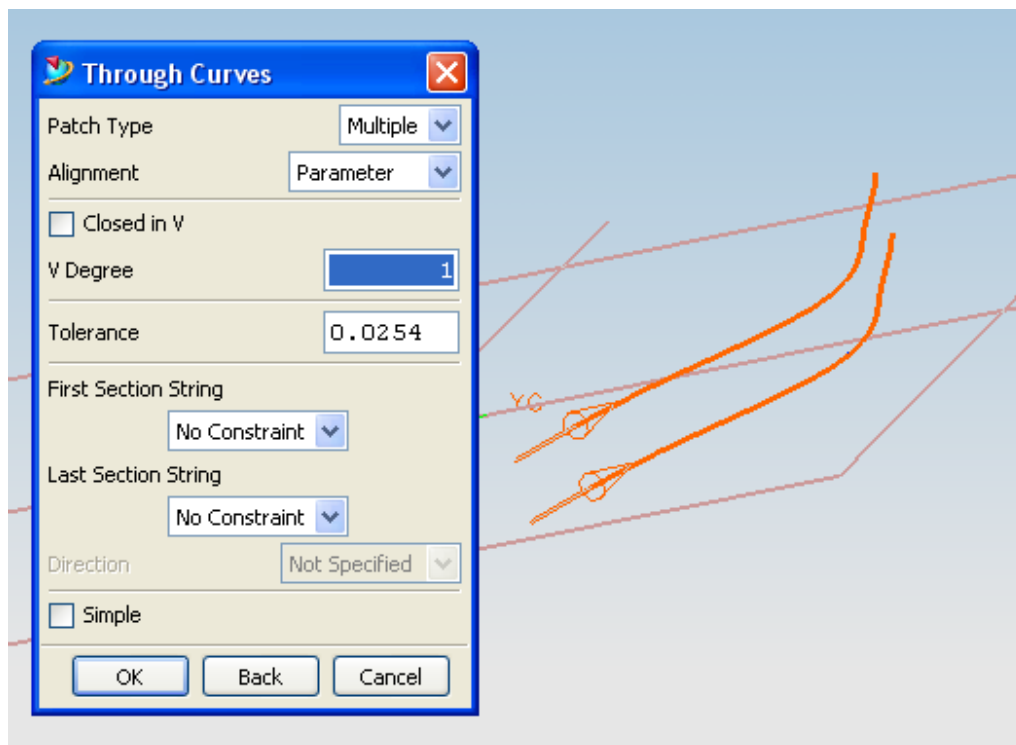 Through Curves
Patch Type Multiple
Alignment Parameter
Closed in V
V Degree 1
Tolerance 0.0254
First Section String
No Constraint
Last Section String
No Constraint
Direction Not Specified
Simple
OK Back Cancel
YC